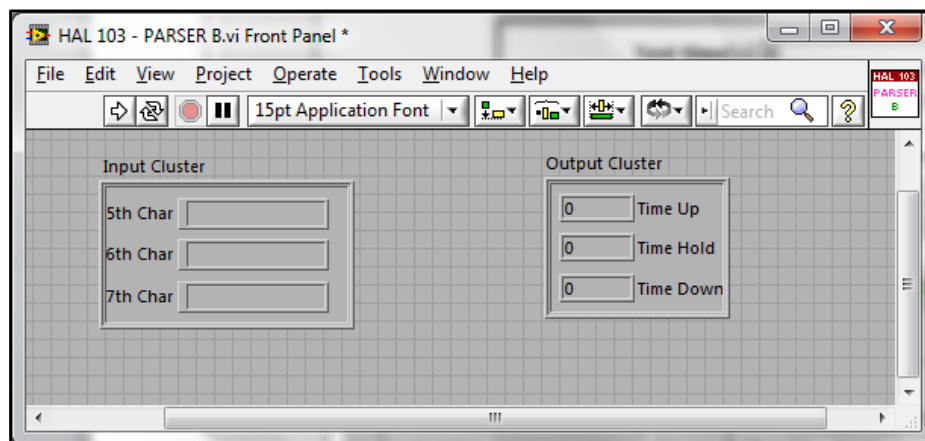 HAL 103 - PARSER B.vi Front Panel *
File Edit View Project Operate Tools Window Help
15pt Application Font
Search
HAL 103
PARSER
B
Input Cluster
5th Char
6th Char
7th Char
Output Cluster
0 Time Up
0 Time Hold
0 Time Down